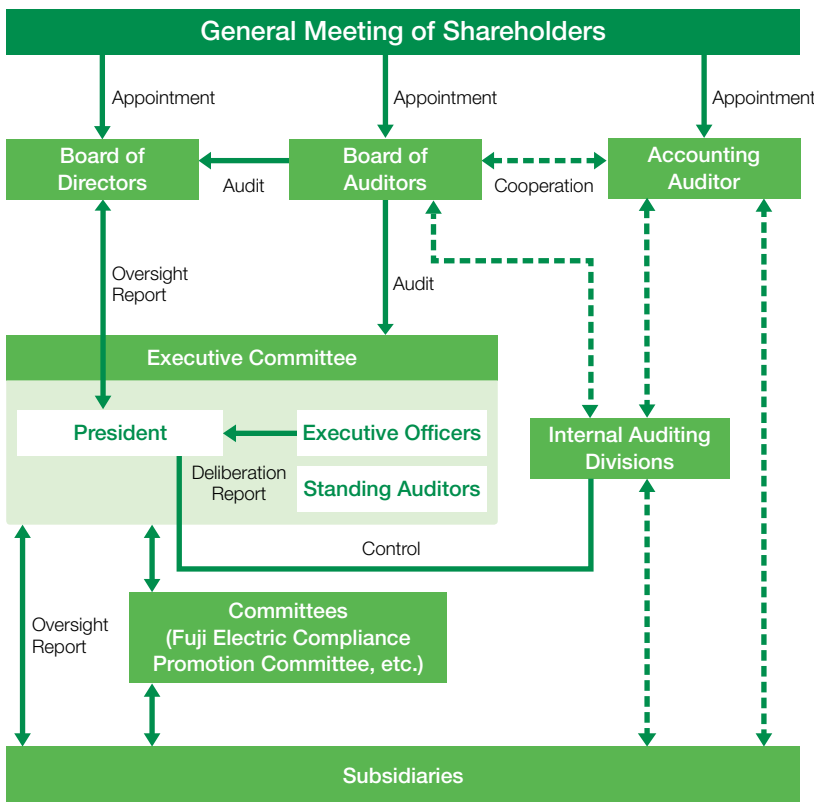 General Meeting of Shareholders
Appointment
Appointment
Appointment
Board of
Directors
Audit
Board of
Auditors
Cooperation
Accounting
Auditor
Oversight
Report
Audit
Executive Committee
President
Executive Officers
Deliberation
Report
Standing Auditors
Internal Auditing
Divisions
Control
Oversight
Report
Committees
(Fuji Electric Compliance
Promotion Committee, etc.)
Subsidiaries